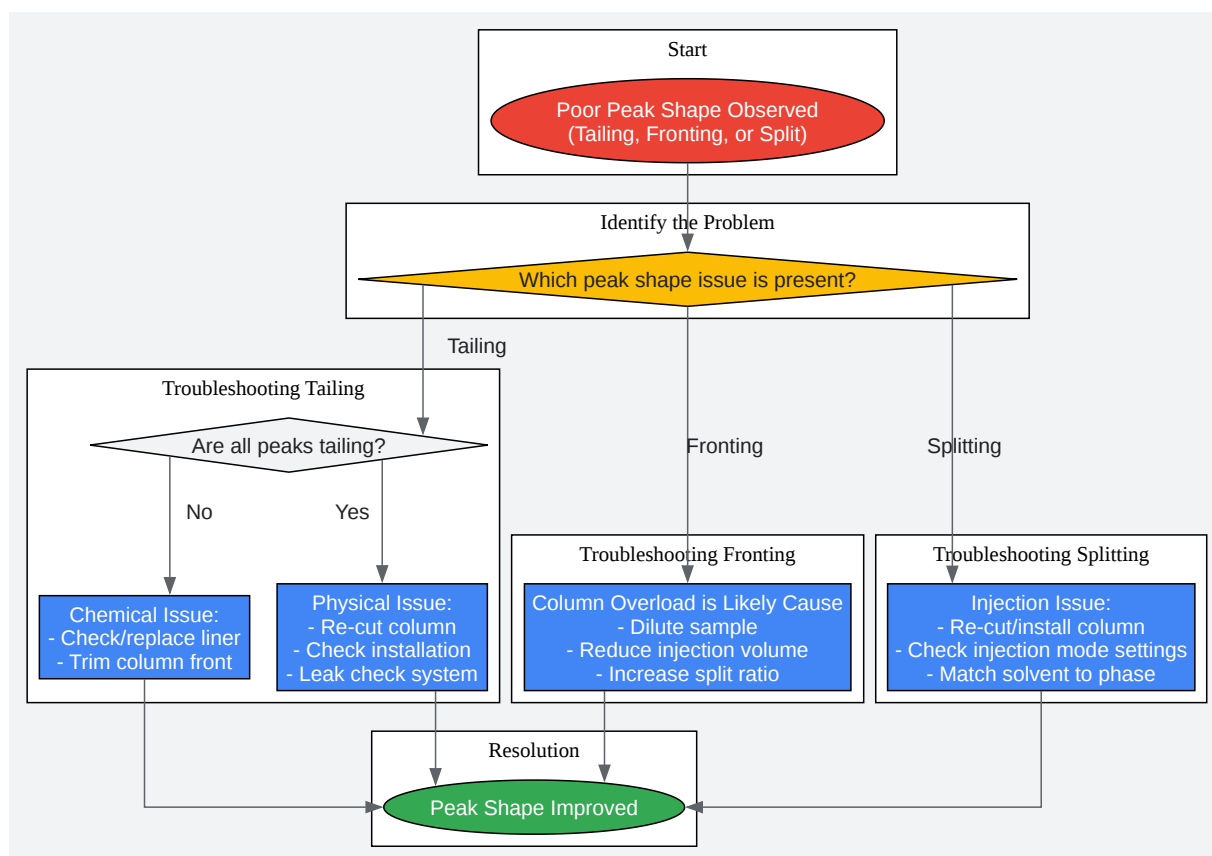 Start
Poor Peak Shape Observed
(Tailing, Fronting, or Split)
Identify the Problem
Which peak shape issue is present?
Tailing
Troubleshooting Tailing
Are all peaks tailing?
No
Yes
Chemical Issue:
- Check/replace liner
- Trim column front
Physical Issue:
- Re-cut column
- Check installation
- Leak check system
Fronting
Troubleshooting Fronting
Column Overload is Likely Cause
- Dilute sample
- Reduce injection volume
- Increase split ratio
Splitting
Troubleshooting Splitting
Injection Issue:
- Re-cut/install column
- Check injection mode settings
- Match solvent to phase
Resolution
Peak Shape Improved